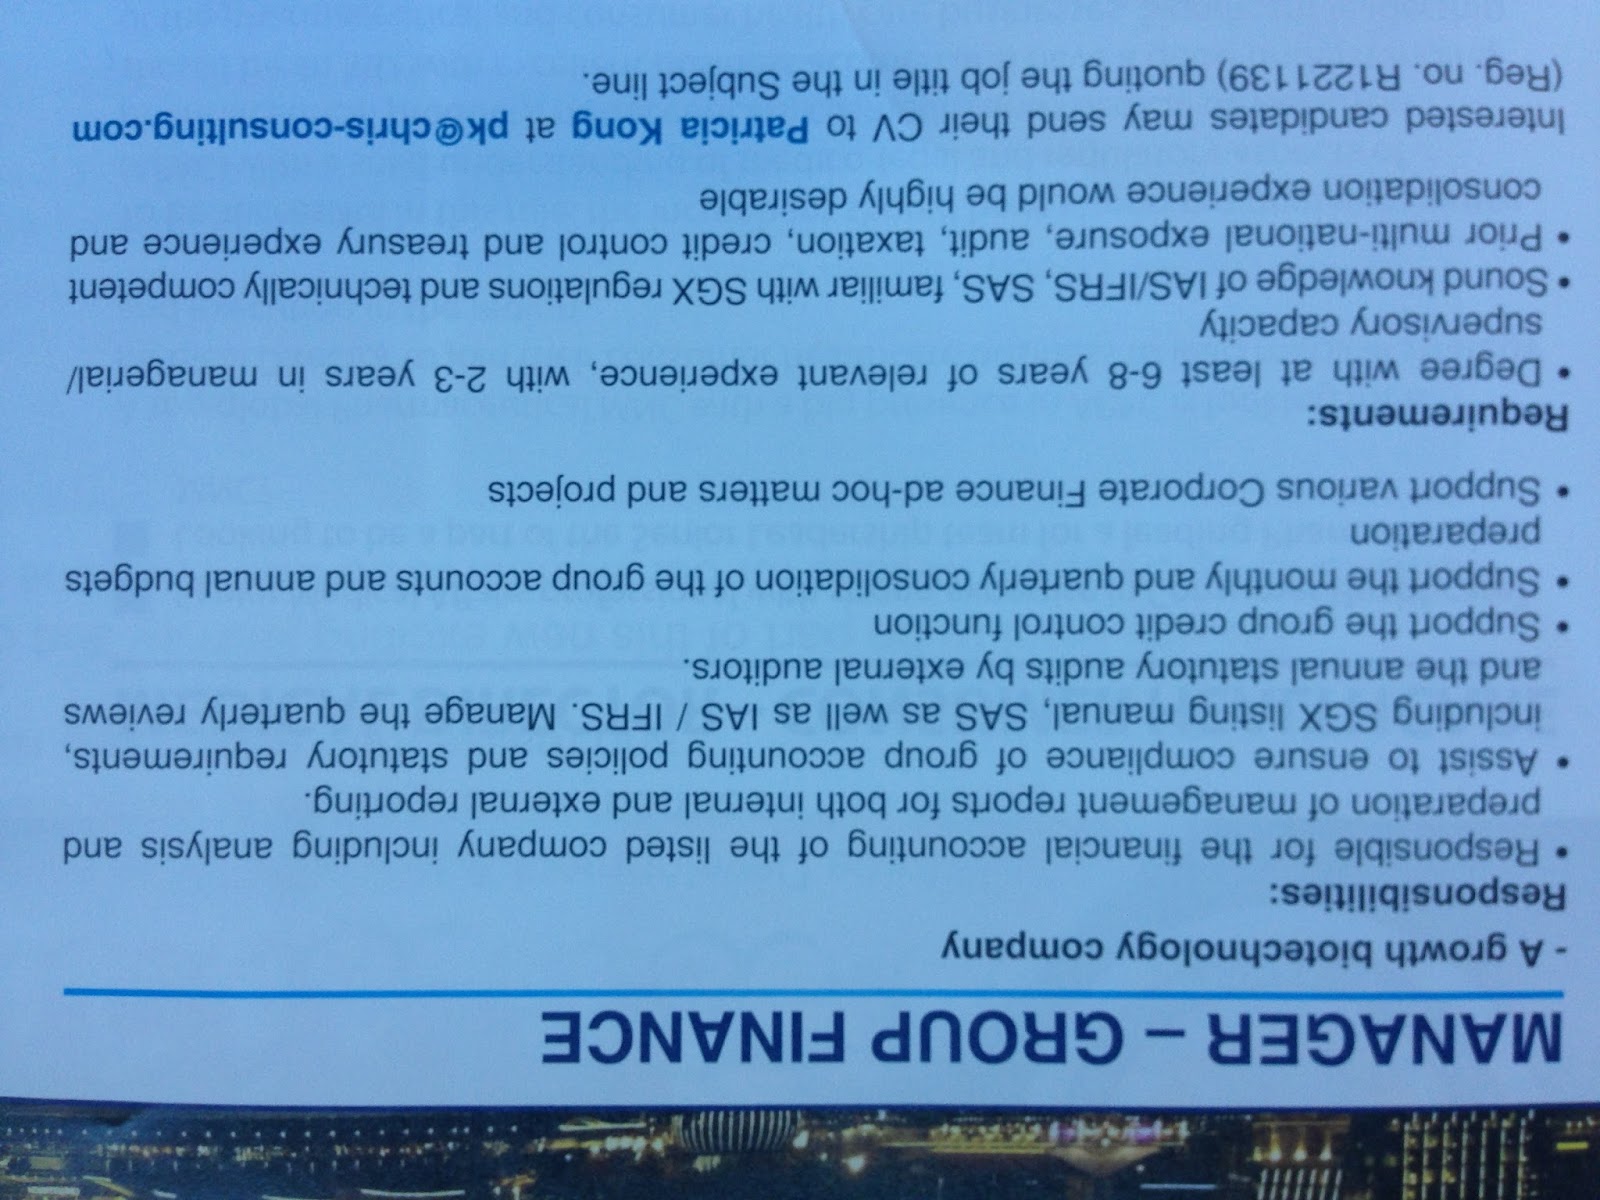 MANAGER – GROUP FINANCE
- A growth biotechnology company
Responsibilities:
• Responsible for the financial accounting of the listed company including analysis and
preparation of management reports for both internal and external reporting.
• Assist to ensure compliance of group accounting policies and statutory requirements,
including SGX listing manual, SAS as well as IAS / IFRS. Manage the quarterly reviews
and the annual statutory audits by external auditors.
• Support the group credit control function
• Support the monthly and quarterly consolidation of the group accounts and annual budgets
preparation
• Support various Corporate Finance ad-hoc matters and projects
Requirements:
• Degree with at least 6-8 years of relevant experience, with 2-3 years in managerial/
supervisory capacity
• Sound knowledge of IAS/IFRS, SAS, familiar with SGX regulations and technically competent
• Prior multi-national exposure, audit, taxation, credit control and treasury experience and
consolidation experience would be highly desirable
Interested candidates may send their CV to Patricia Kong at pk@chris-consulting.com
(Reg. no. R1221139) quoting the job title in the Subject line.